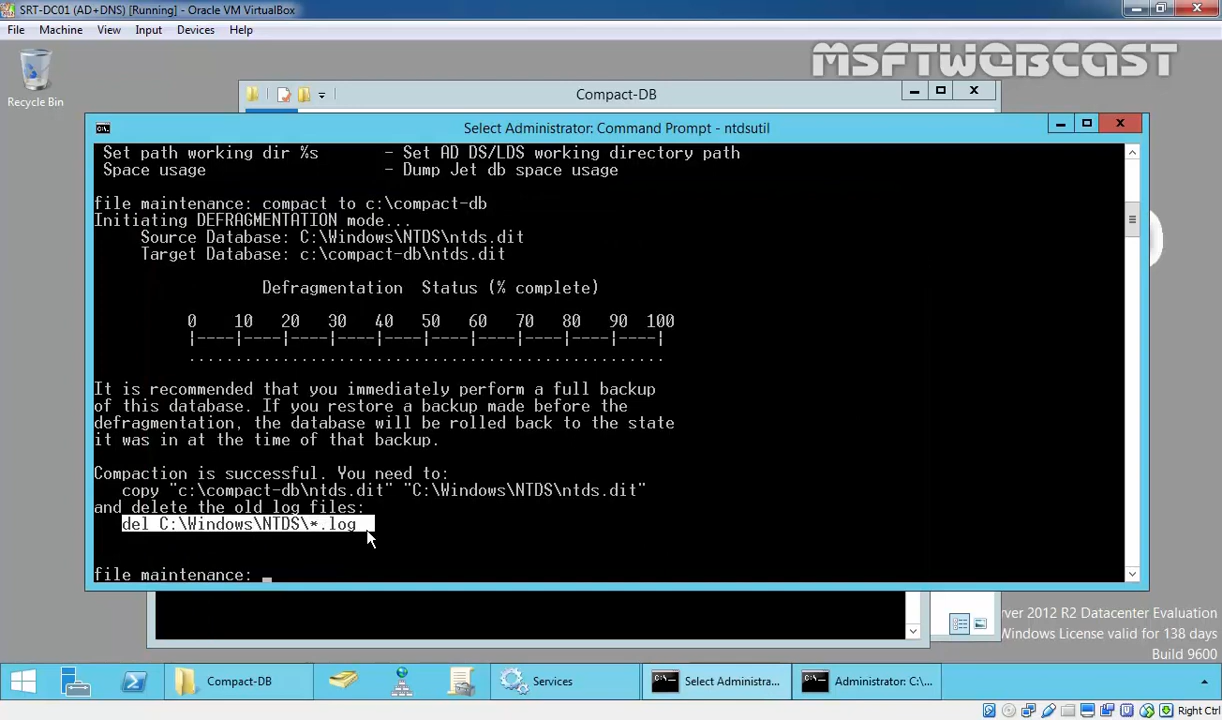 SRT-DC01 (AD+DNS) [Running] - Oracle VM VirtualBox
File Machine View Input Devices Help
MSFTWEBCAST
Recycle Bin
Compact-DB
Select Administrator: Command Prompt - ntdsutil
Set path working dir %s - Set AD DS/LDS working directory path
Space usage - Dump Jet db space usage
file maintenance: compact to c:\compact-db
Initiating DEFRAGMENTATION mode...
Source Database: C:\Windows\NTDS\ntds.dit
Target Database: c:\compact-db\ntds.dit
Defragmentation Status (% complete)
0 10 20 30 40 50 60 70 80 90 100
|----|----|----|----|----|----|----|----|----|----|
...................................................
It is recommended that you immediately perform a full backup
of this database. If you restore a backup made before the
defragmentation, the database will be rolled back to the state
it was in at the time of that backup.
Compaction is successful. You need to:
copy "c:\compact-db\ntds.dit" "C:\Windows\NTDS\ntds.dit"
and delete the old log files:
del C:\Windows\NTDS\*.log
file maintenance: _
rver 2012 R2 Datacenter Evaluation
Windows License valid for 138 days
Build 9600
Compact-DB
Services
Select Administra...
Administrator: C:\...
Right Ctrl